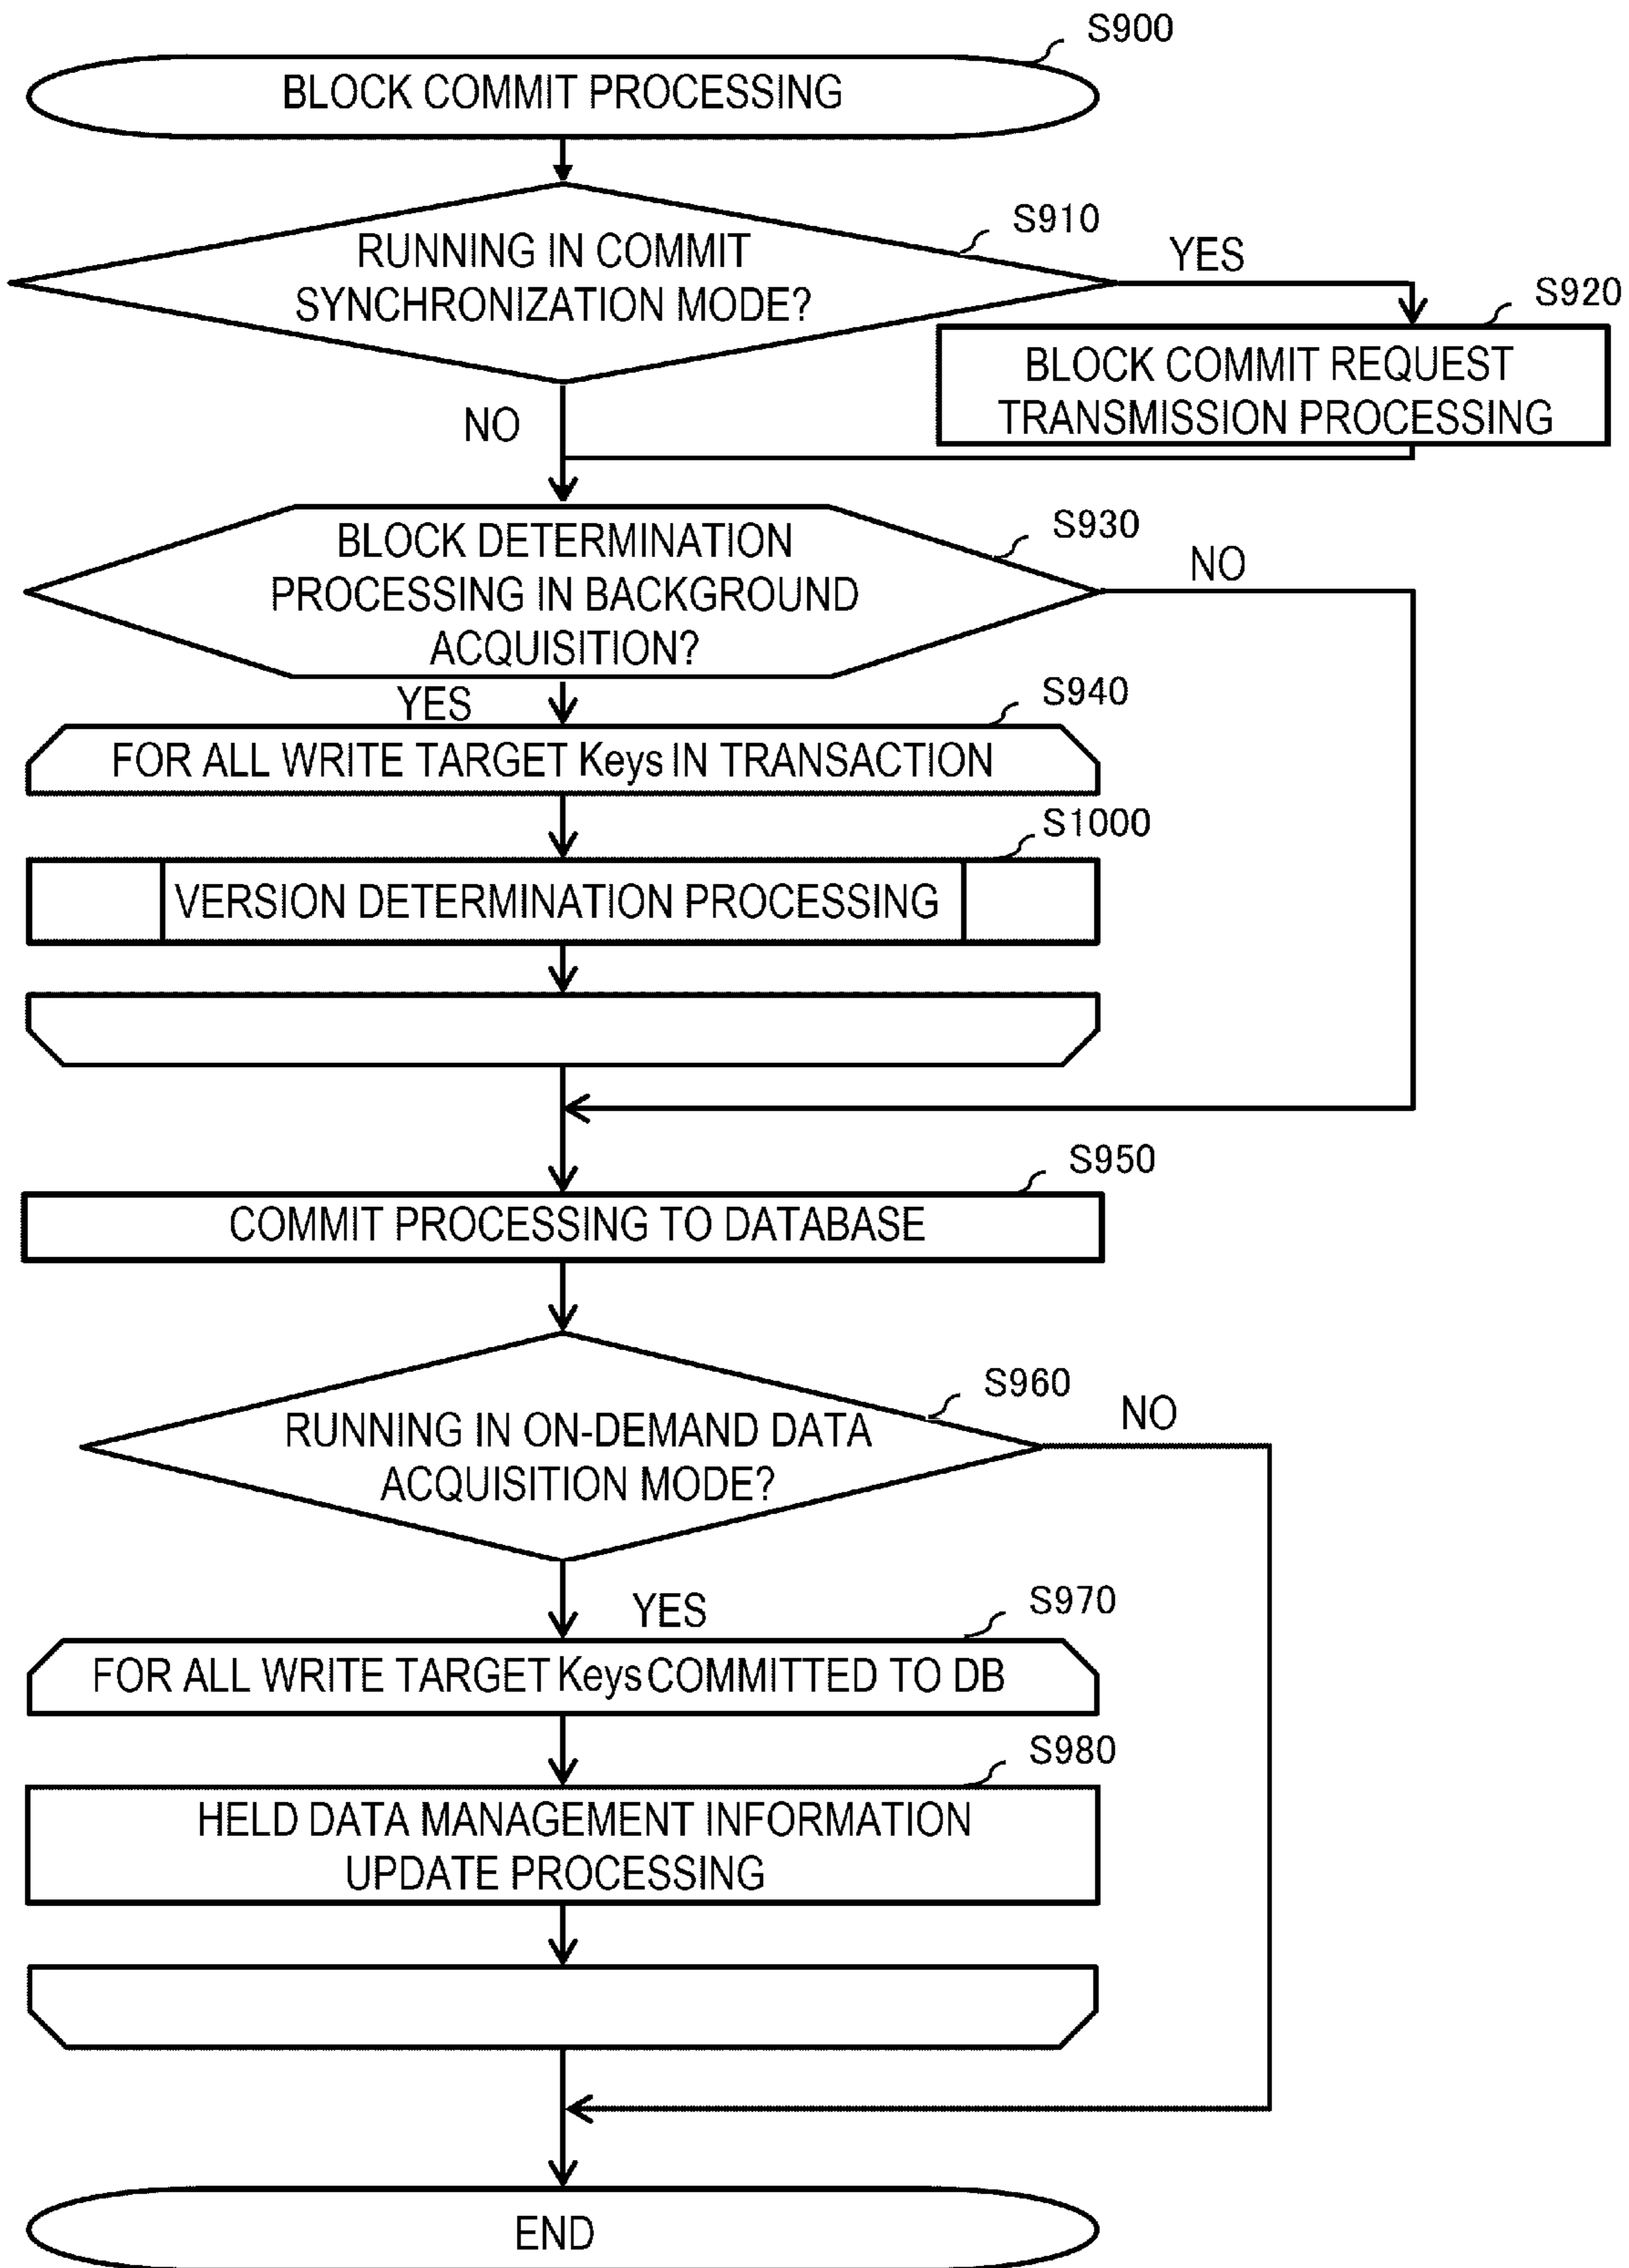 S900
BLOCK COMMIT PROCESSING
S910
RUNNING IN COMMIT
SYNCHRONIZATION MODE?
YES
S920
BLOCK COMMIT REQUEST
TRANSMISSION PROCESSING
NO
S930
BLOCK DETERMINATION
PROCESSING IN BACKGROUND
ACQUISITION?
NO
YES
S940
FOR ALL WRITE TARGET Keys IN TRANSACTION
S1000
VERSION DETERMINATION PROCESSING
S950
COMMIT PROCESSING TO DATABASE
S960
RUNNING IN ON-DEMAND DATA
ACQUISITION MODE?
NO
YES
S970
FOR ALL WRITE TARGET Keys COMMITTED TO DB
S980
HELD DATA MANAGEMENT INFORMATION
UPDATE PROCESSING
END